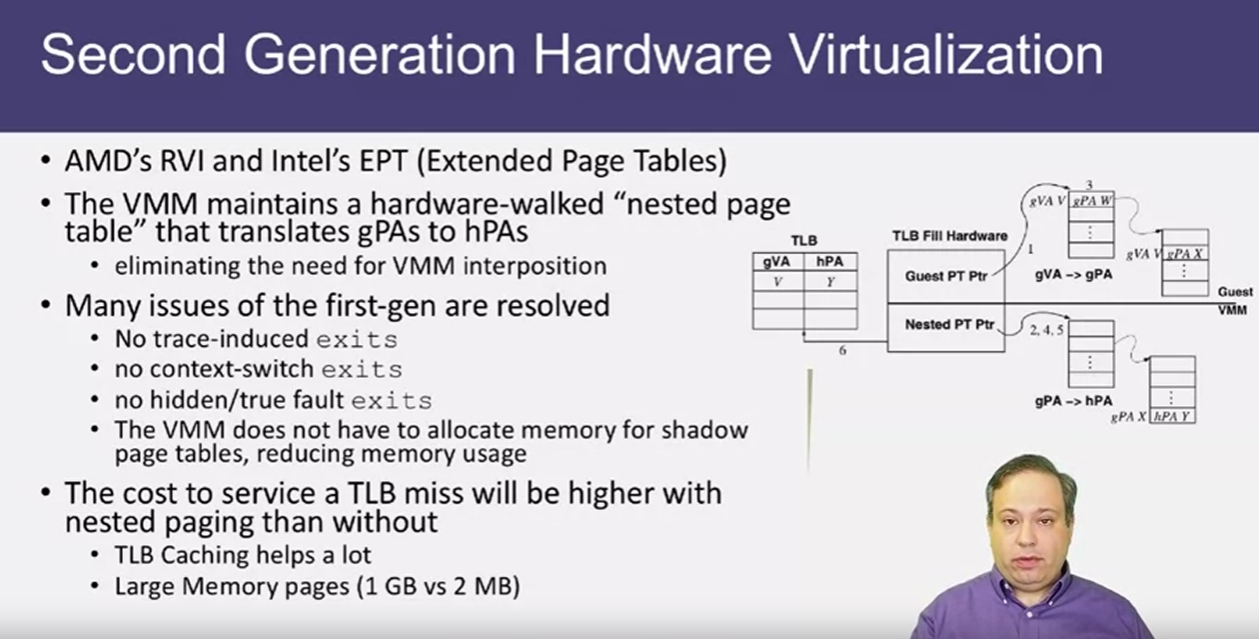 Second Generation Hardware Virtualization
• AMD's RVI and Intel's EPT (Extended Page Tables)
• The VMM maintains a hardware-walked “nested page
table” that translates gPAs to hPAs
• eliminating the need for VMM interposition
• Many issues of the first-gen are resolved
• No trace-induced exits
• no context-switch exits
• no hidden/true fault exits
• The VMM does not have to allocate memory for shadow
page tables, reducing memory usage
• The cost to service a TLB miss will be higher with
nested paging than without
• TLB Caching helps a lot
• Large Memory pages (1 GB vs 2 MB)
TLB
gVA hPA
V Y
TLB Fill Hardware
Guest PT Ptr
Nested PT Ptr
1
3
gVA V gPA W
gVA V gPA X
gVA -> gPA
Guest
VMM
2, 4, 5
6
gPA -> hPA
gPA X hPA Y